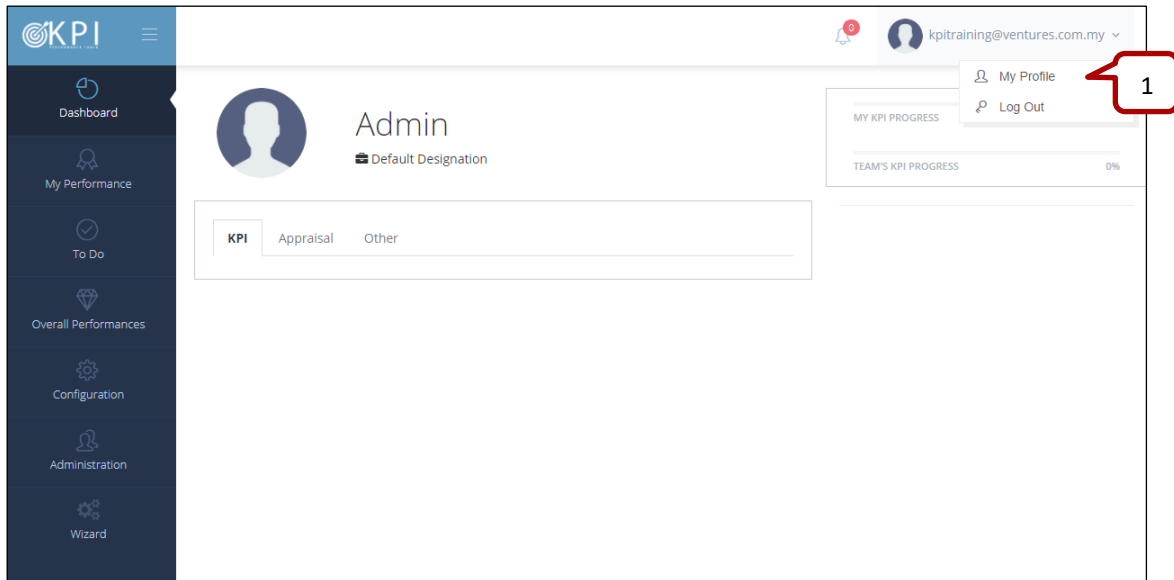 KPI
0
kpitraining@ventures.com.my
My Profile
1
Log Out
Dashboard
My Performance
To Do
Overall Performances
Configuration
Administration
Wizard
Admin
Default Designation
KPI Appraisal Other
MY KPI PROGRESS
TEAM'S KPI PROGRESS 0%